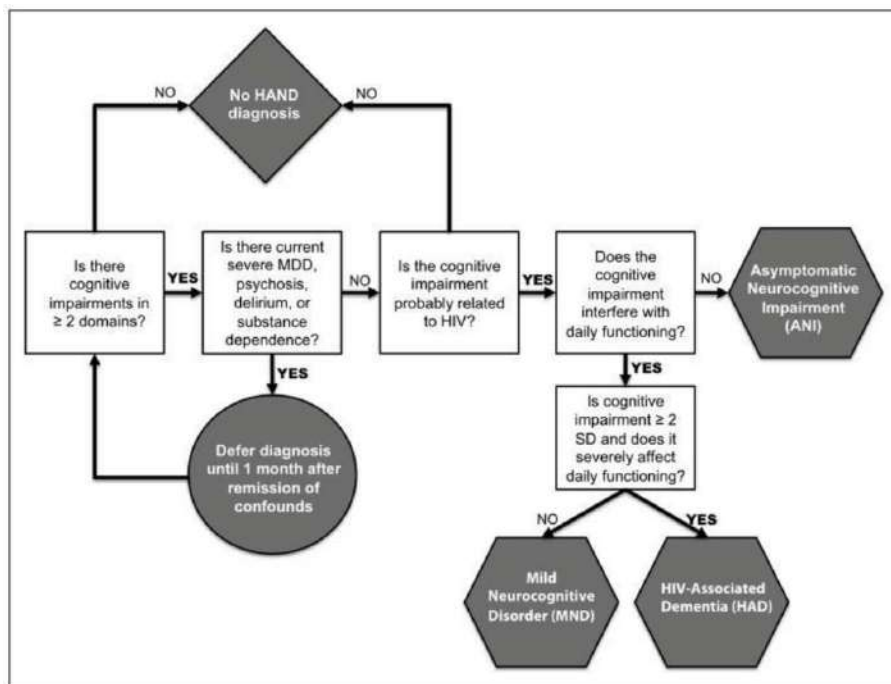 NO
No HAND
diagnosis
NO
Is there
cognitive
impairments in
≥ 2 domains?
YES
Is there current
severe MDD,
psychosis,
delirium, or
substance
dependence?
NO
Is the cognitive
impairment
probably related
to HIV?
YES
Does the
cognitive
impairment
interfere with
daily functioning?
NO
Asymptomatic
Neurocognitive
Impairment
(ANI)
YES
YES
Defer diagnosis
until 1 month after
remission of
confounds
Is cognitive
impairment ≥ 2
SD and does it
severely affect
daily functioning?
NO
YES
Mild
Neurocognitive
Disorder (MND)
HIV-Associated
Dementia (HAD)